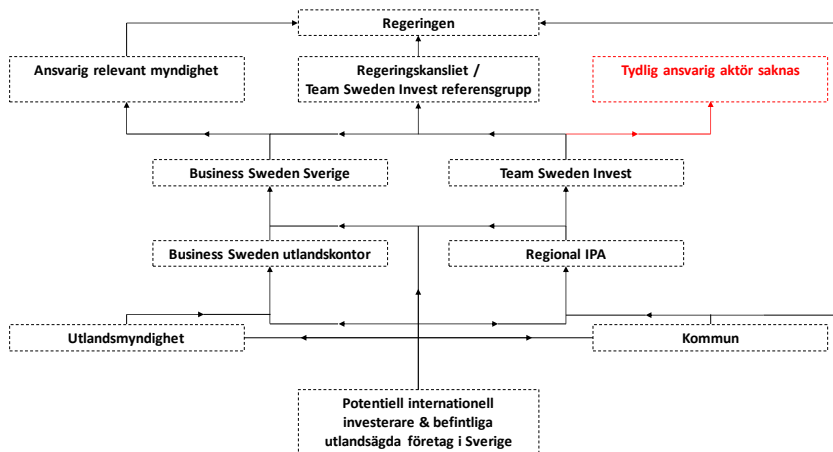 Regeringen
Ansvarig relevant myndighet
Regeringskansliet /
Team Sweden Invest referensgrupp
Tydlig ansvarig aktör saknas
Business Sweden Sverige
Team Sweden Invest
Business Sweden utlandskontor
Regional IPA
Utlandsmyndighet
Kommun
Potentiell internationell
investerare & befintliga
utlandsägda företag i Sverige